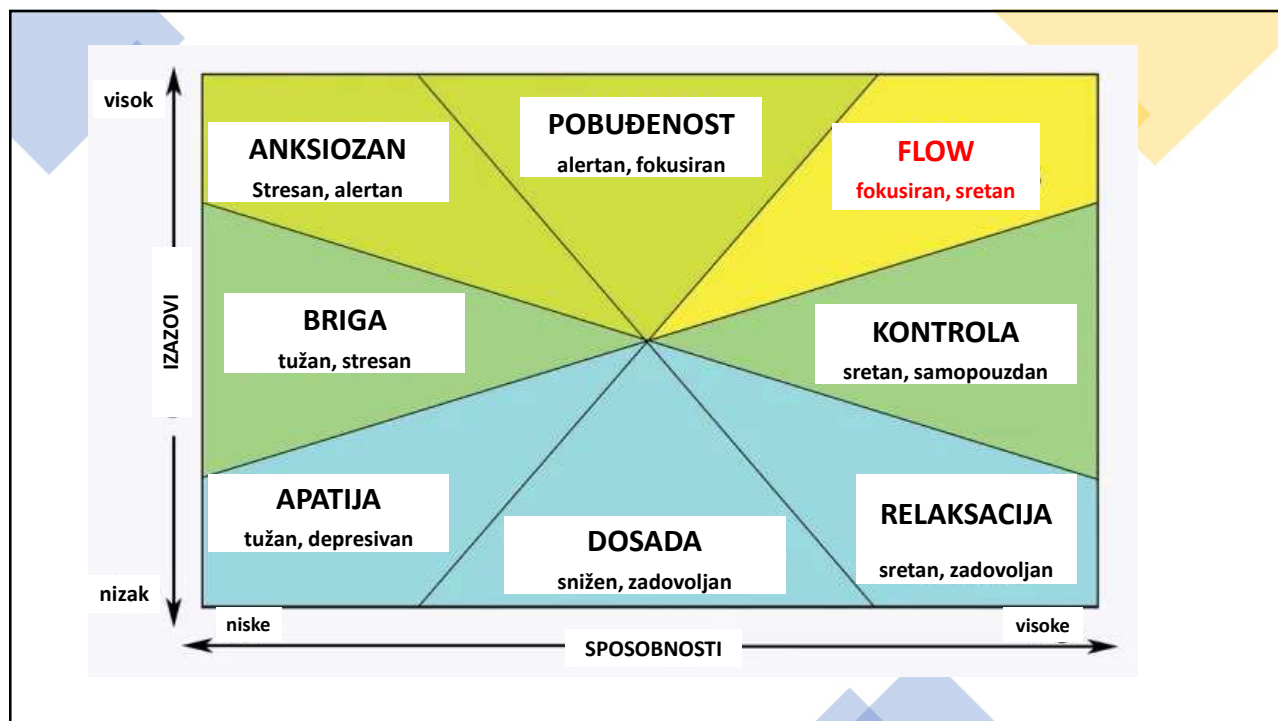 visok
ANKSIOZAN
Stresan, alertan
POBUĐENOST
alertan, fokusiran
FLOW
fokusiran, sretan
IZAZOVI
BRIGA
tužan, stresan
KONTROLA
sretan, samopouzdan
APATIJA
tužan, depresivan
DOSADA
snižen, zadovoljan
RELAKSACIJA
sretan, zadovoljan
nizak
niske
visoke
SPOSOBNOSTI